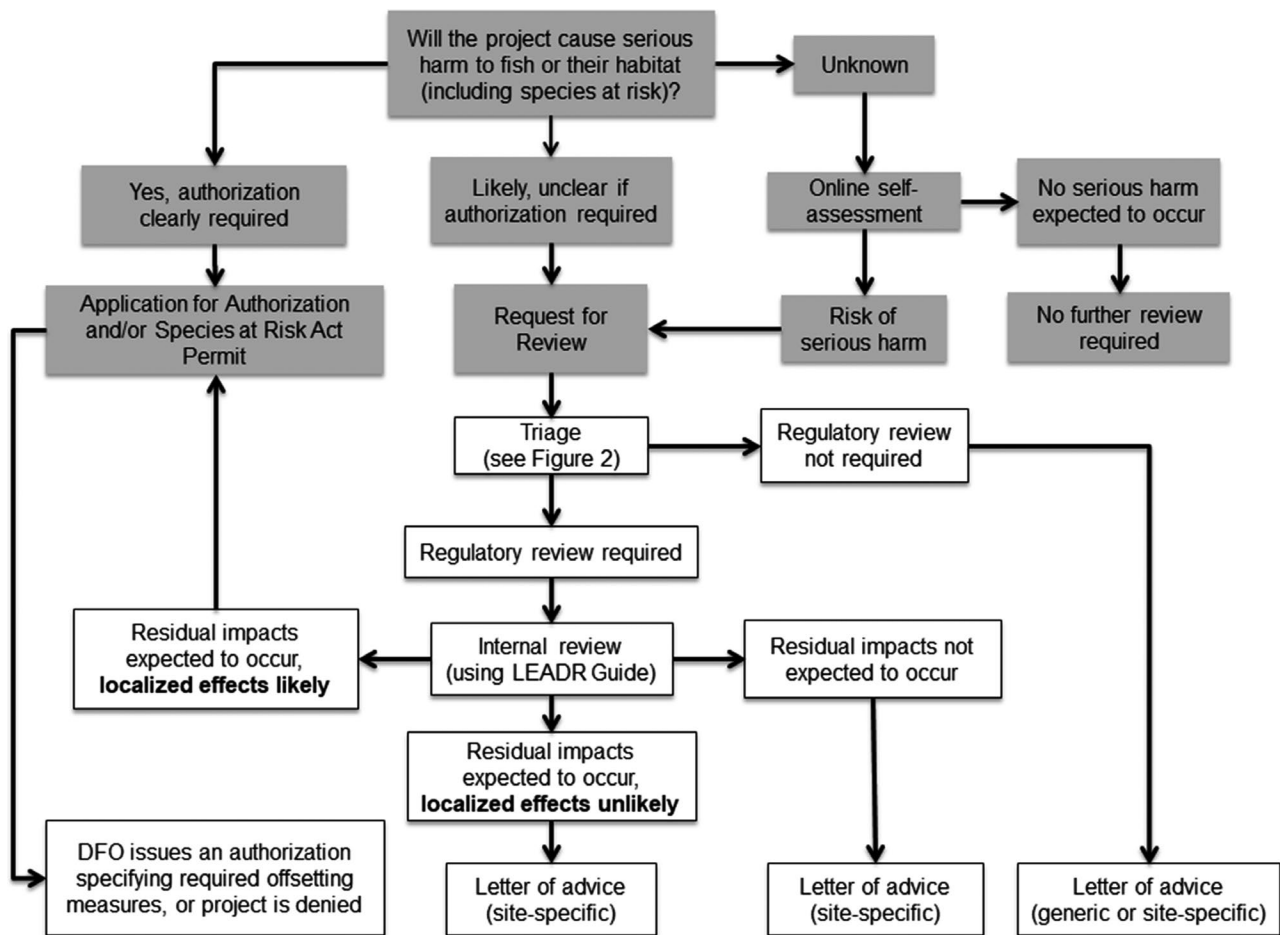 Will the project cause serious
harm to fish or their habitat
(including species at risk)?
Unknown
Yes, authorization
clearly required
Likely, unclear if
authorization required
Online self-
assessment
No serious harm
expected to occur
Application for Authorization
and/or Species at Risk Act
Permit
Request for
Review
Risk of
serious harm
No further review
required
Triage
(see Figure 2)
Regulatory review
not required
Regulatory review required
Residual impacts
expected to occur,
localized effects likely
Internal review
(using LEADR Guide)
Residual impacts not
expected to occur
Residual impacts
expected to occur,
localized effects unlikely
DFO issues an authorization
specifying required offsetting
measures, or project is denied
Letter of advice
(site-specific)
Letter of advice
(site-specific)
Letter of advice
(generic or site-specific)